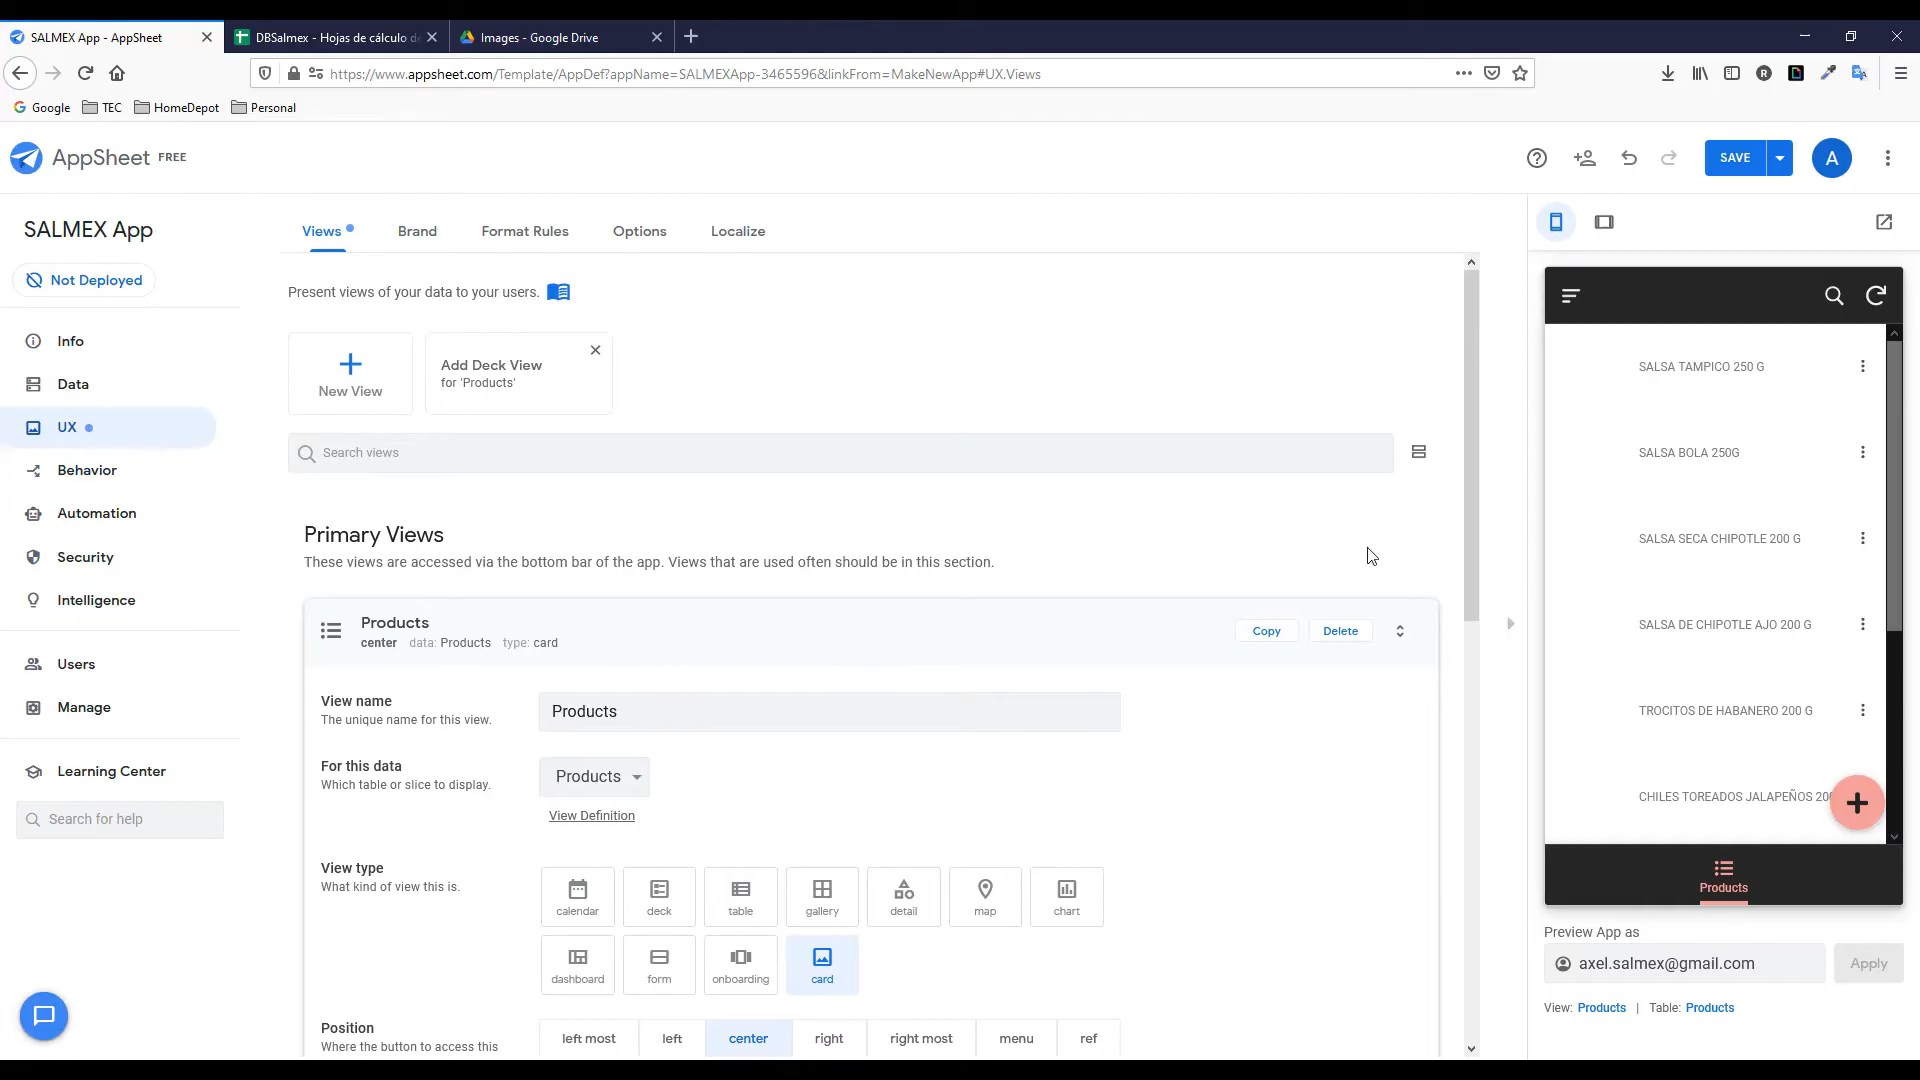 SALMEX App - AppSheet
DBSalmex - Hojas de cálculo d
Images - Google Drive
https://www.appsheet.com/Template/AppDef?appName=SALMEXApp-3465596&linkFrom=MakeNewApp#UX.Views
Google TEC HomeDepot Personal
AppSheet FREE
SAVE
A
SALMEX App
Not Deployed
Info
Data
UX
Behavior
Automation
Security
Intelligence
Users
Manage
Learning Center
Search for help
Views Brand Format Rules Options Localize
Present views of your data to your users.
New View
Add Deck View
for 'Products'
Search views
Primary Views
These views are accessed via the bottom bar of the app. Views that are used often should be in this section.
Products
center data: Products type: card
Copy Delete
View name
The unique name for this view.
Products
For this data
Which table or slice to display.
Products
View Definition
View type
What kind of view this is.
calendar deck table gallery detail map chart
dashboard form onboarding card
Position
Where the button to access this
left most left center right right most menu ref
SALSA TAMPICO 250 G
SALSA BOLA 250G
SALSA SECA CHIPOTLE 200 G
SALSA DE CHIPOTLE AJO 200 G
TROCITOS DE HABANERO 200 G
CHILES TOREADOS JALAPEÑOS 200
Products
Preview App as
axel.salmex@gmail.com
Apply
View: Products | Table: Products